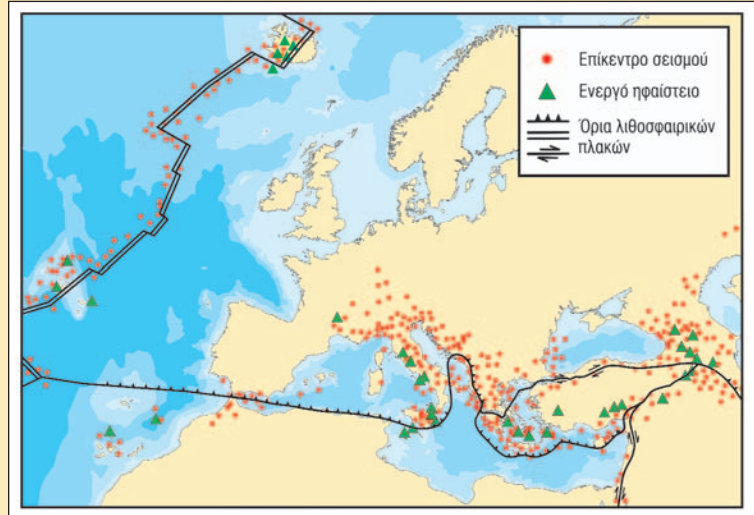 Επίκεντρο σεισμού
Ενεργό ηφαίστειο
Όρια λιθοσφαιρικών
πλακών